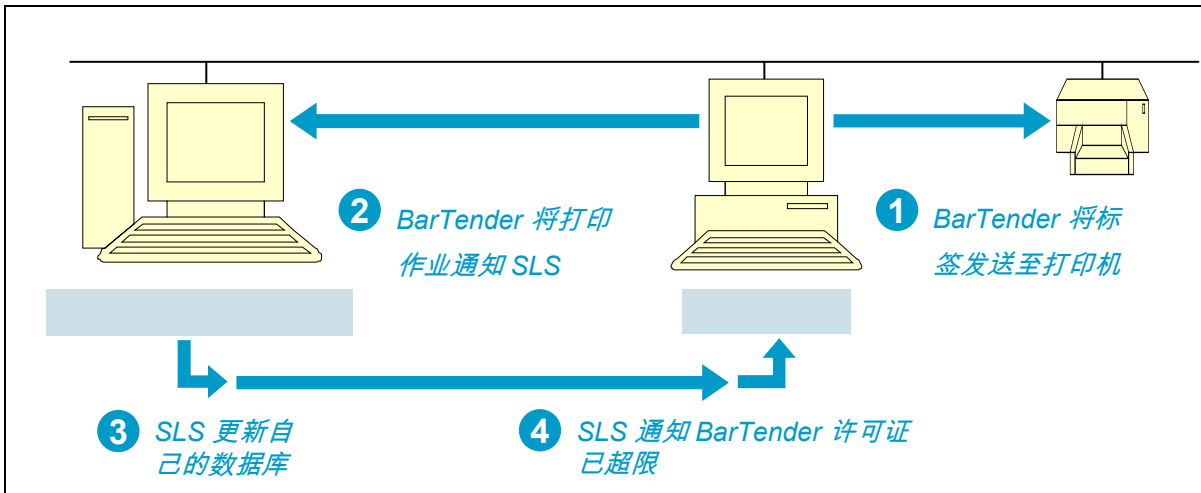 2 BarTender 将打印
作业通知 SLS
1 BarTender 将标
签发送至打印机
3 SLS 更新自
己的数据库
4 SLS 通知 BarTender 许可证
已超限